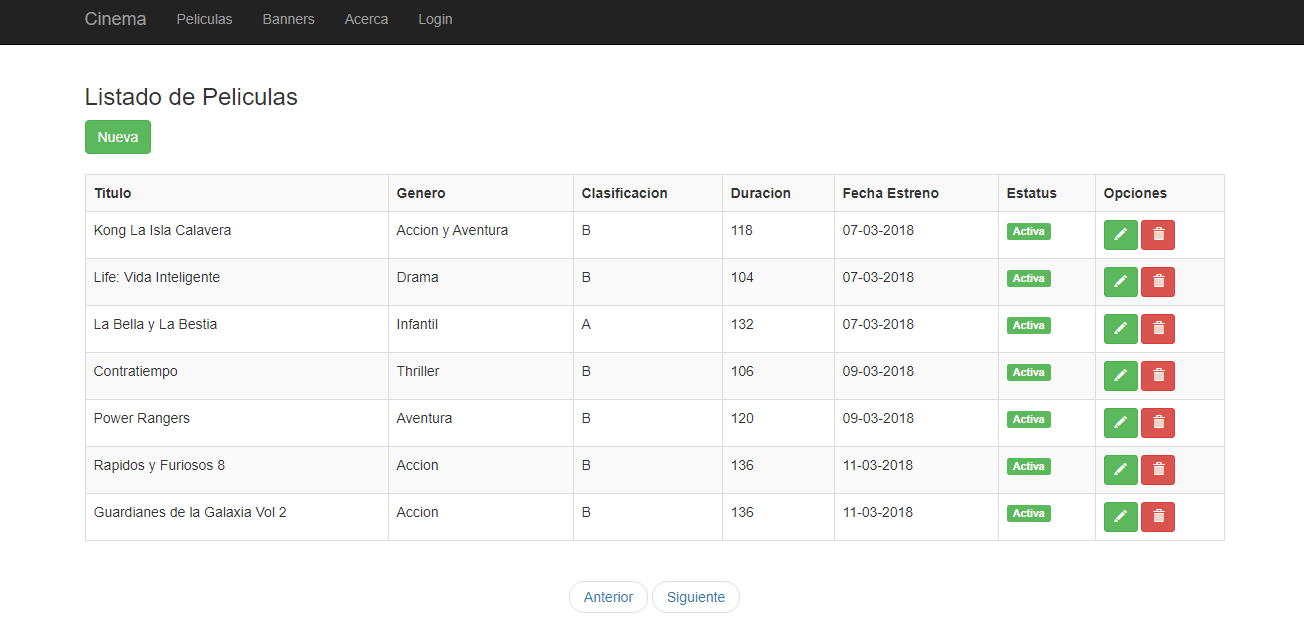 Cinema Peliculas Banners Acerca Login
Listado de Peliculas
Nueva
Titulo Genero Clasificacion Duracion Fecha Estreno Estatus Opciones
Kong La Isla Calavera Accion y Aventura B 118 07-03-2018 Activa
Life: Vida Inteligente Drama B 104 07-03-2018 Activa
La Bella y La Bestia Infantil A 132 07-03-2018 Activa
Contratiempo Thriller B 106 09-03-2018 Activa
Power Rangers Aventura B 120 09-03-2018 Activa
Rapidos y Furiosos 8 Accion B 136 11-03-2018 Activa
Guardianes de la Galaxia Vol 2 Accion B 136 11-03-2018 Activa
Anterior Siguiente